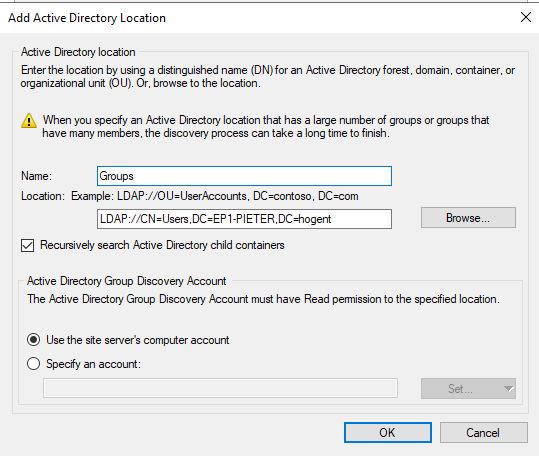 Add Active Directory Location
Active Directory location
Enter the location by using a distinguished name (DN) for an Active Directory forest, domain, container, or
organizational unit (OU). Or, browse to the location.
When you specify an Active Directory location that has a large number of groups or groups that
have many members, the discovery process can take a long time to finish.
Name: Groups
Location: Example: LDAP://OU=UserAccounts, DC=contoso, DC=com
LDAP://CN=Users,DC=EP1-PIETER,DC=hogent Browse...
Recursively search Active Directory child containers
Active Directory Group Discovery Account
The Active Directory Group Discovery Account must have Read permission to the specified location.
Use the site server's computer account
Specify an account:
Set...
OK Cancel